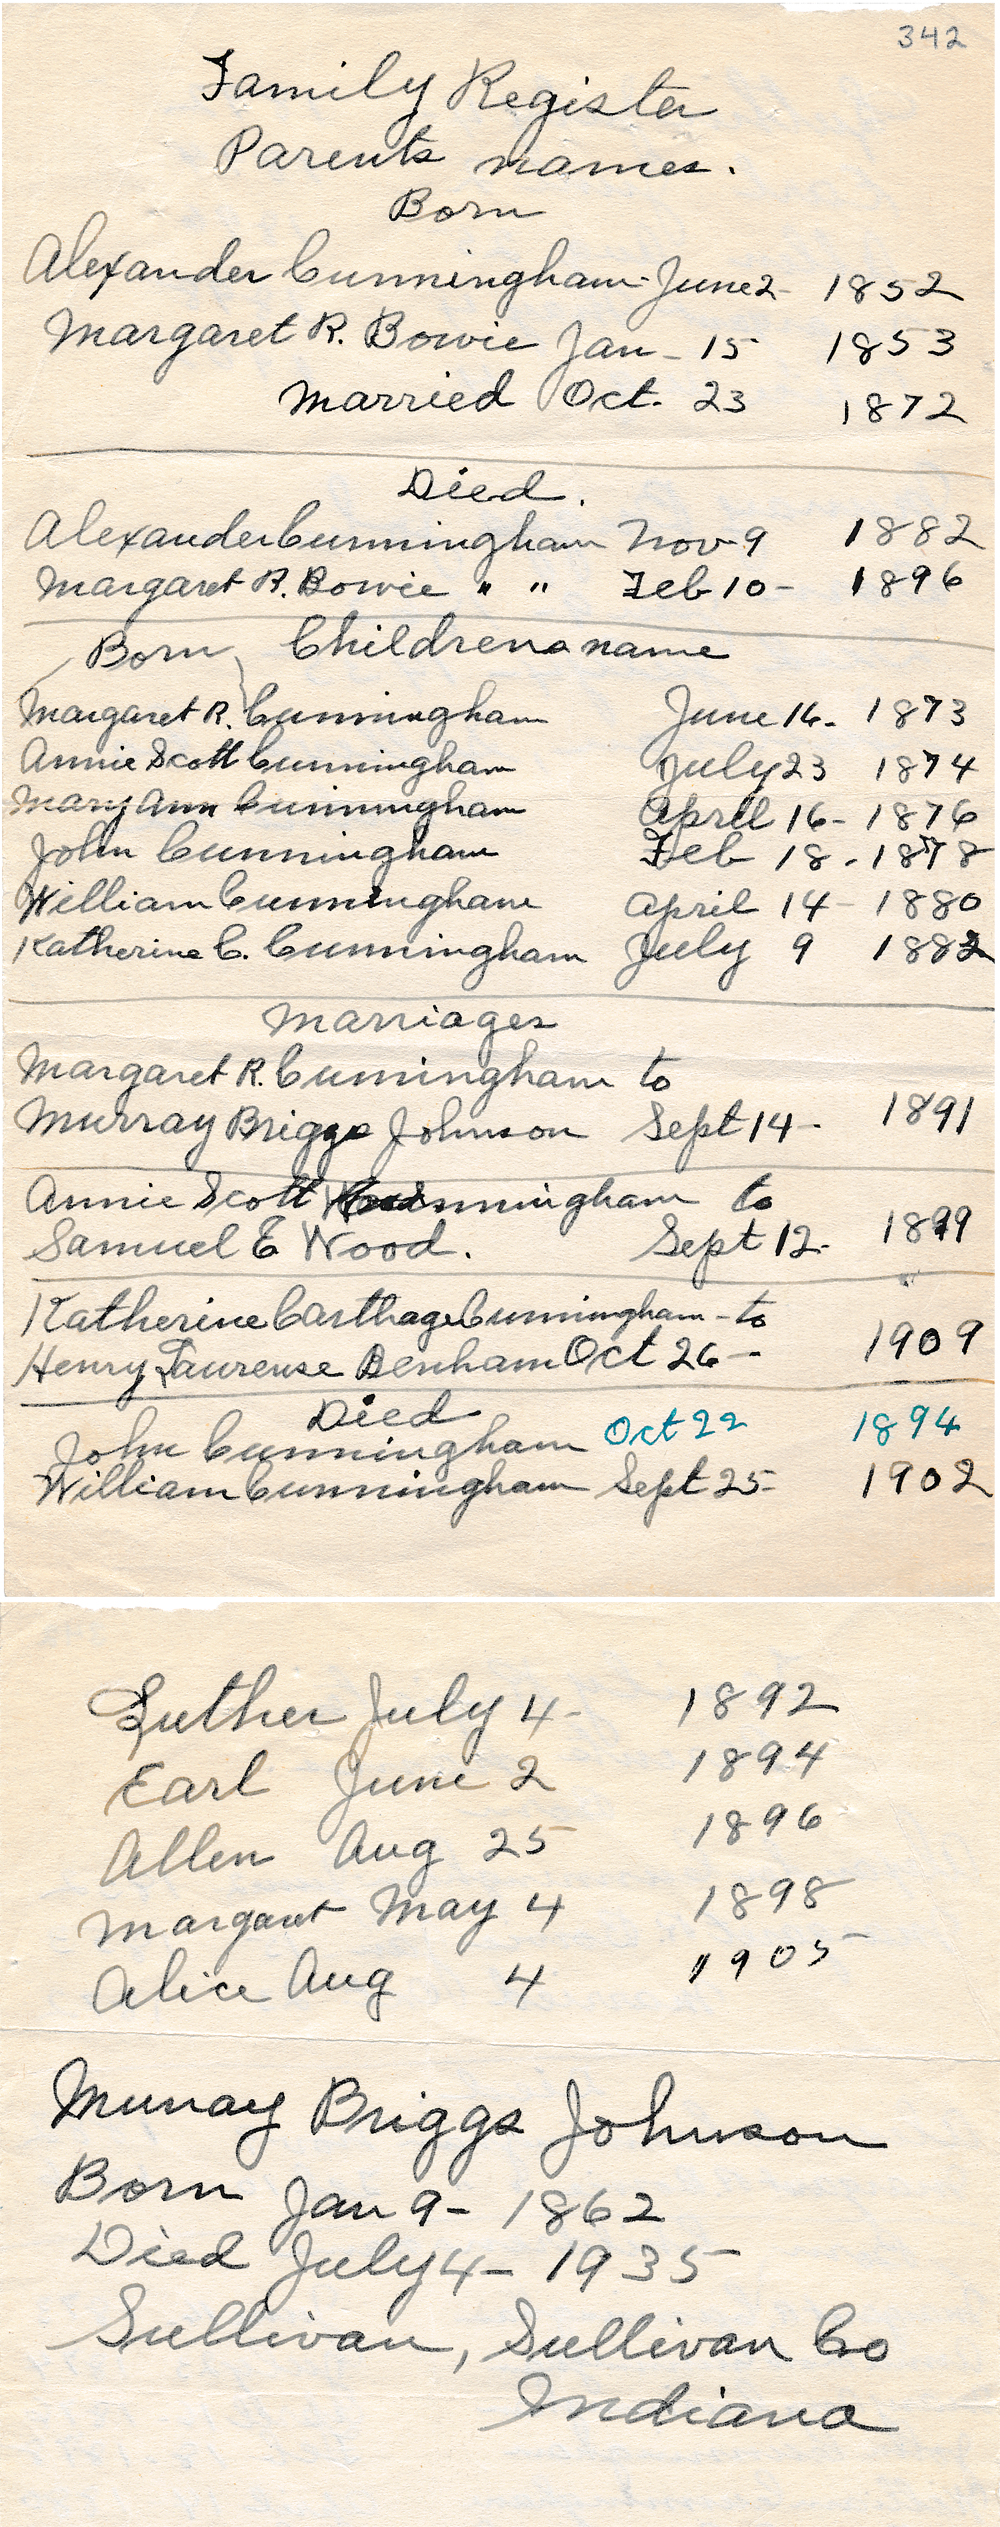 342
Family Register
Parents names.
Born
Alexander Cunningham - June 2 - 1852
Margaret R. Bowie Jan - 15 1853
Married Oct. 23 1872
Died.
Alexander Cunningham Nov 9 1882
Margaret R. Bowie " " Feb 10 - 1896
Born Childrens name
Margaret R. Cunningham June 16 - 1873
Annie Scott Cunningham July 23 1874
Mary Ann Cunningham April 16 - 1876
John Cunningham Feb 18 - 1878
William Cunningham April 14 - 1880
Katherine C. Cunningham July 9 1882
Marriages
Margaret R. Cunningham to
Murray Briggs Johnson Sept 14 - 1891
Annie Scott Cunningham to
Samuel E Wood. Sept 12 - 1899
Katherine Carthage Cunningham - to
Henry Laurense Benham Oct 26 - 1909
Died
John Cunningham Oct 22 1894
William Cunningham Sept 25 - 1902
Luther July 4 - 1892
Earl June 2 1894
Allen Aug 25 1896
Margaret May 4 1898
Alice Aug 4 1905
Murray Briggs Johnson
Born Jan 9 - 1862
Died July 4 - 1935
Sullivan, Sullivan Co
Indiana